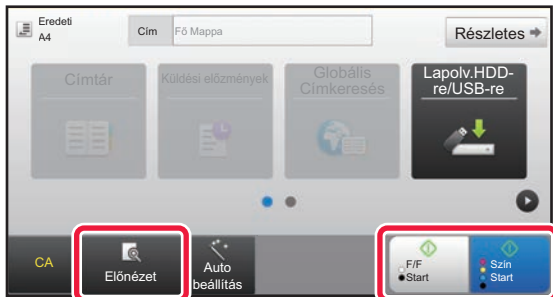 Eredeti
A4
Cím
Fő Mappa
Részletes
Címtár
Küldési előzmények
Globális
Címkeresés
Lapolv.HDD-
re/USB-re
CA
Előnézet
Auto
beállítás
F/F
Start
Szín
Start